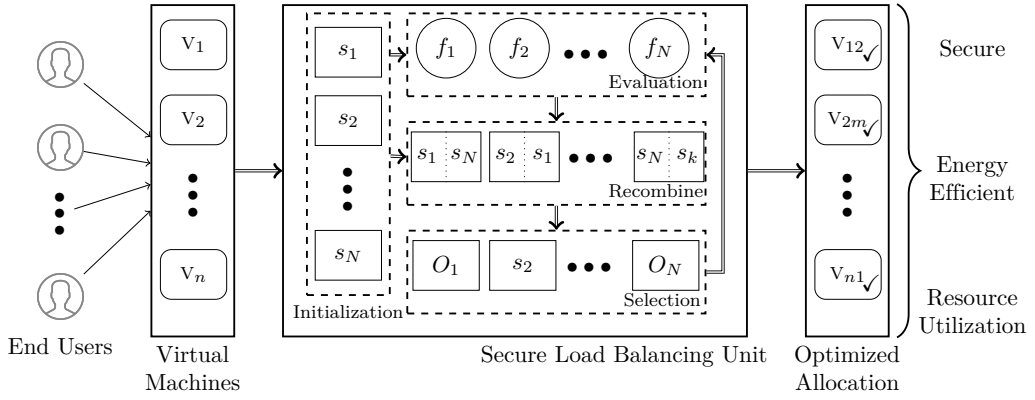 V1
V2
Vn
End Users
Virtual
Machines
s1
s2
sN
Initialization
f1 f2 fN
Evaluation
s1 sN s2 s1 sN sk
Recombine
O1 s2 ON
Selection
Secure Load Balancing Unit
V12✓
V2m✓
Vn1✓
Optimized
Allocation
Secure
Energy
Efficient
Resource
Utilization